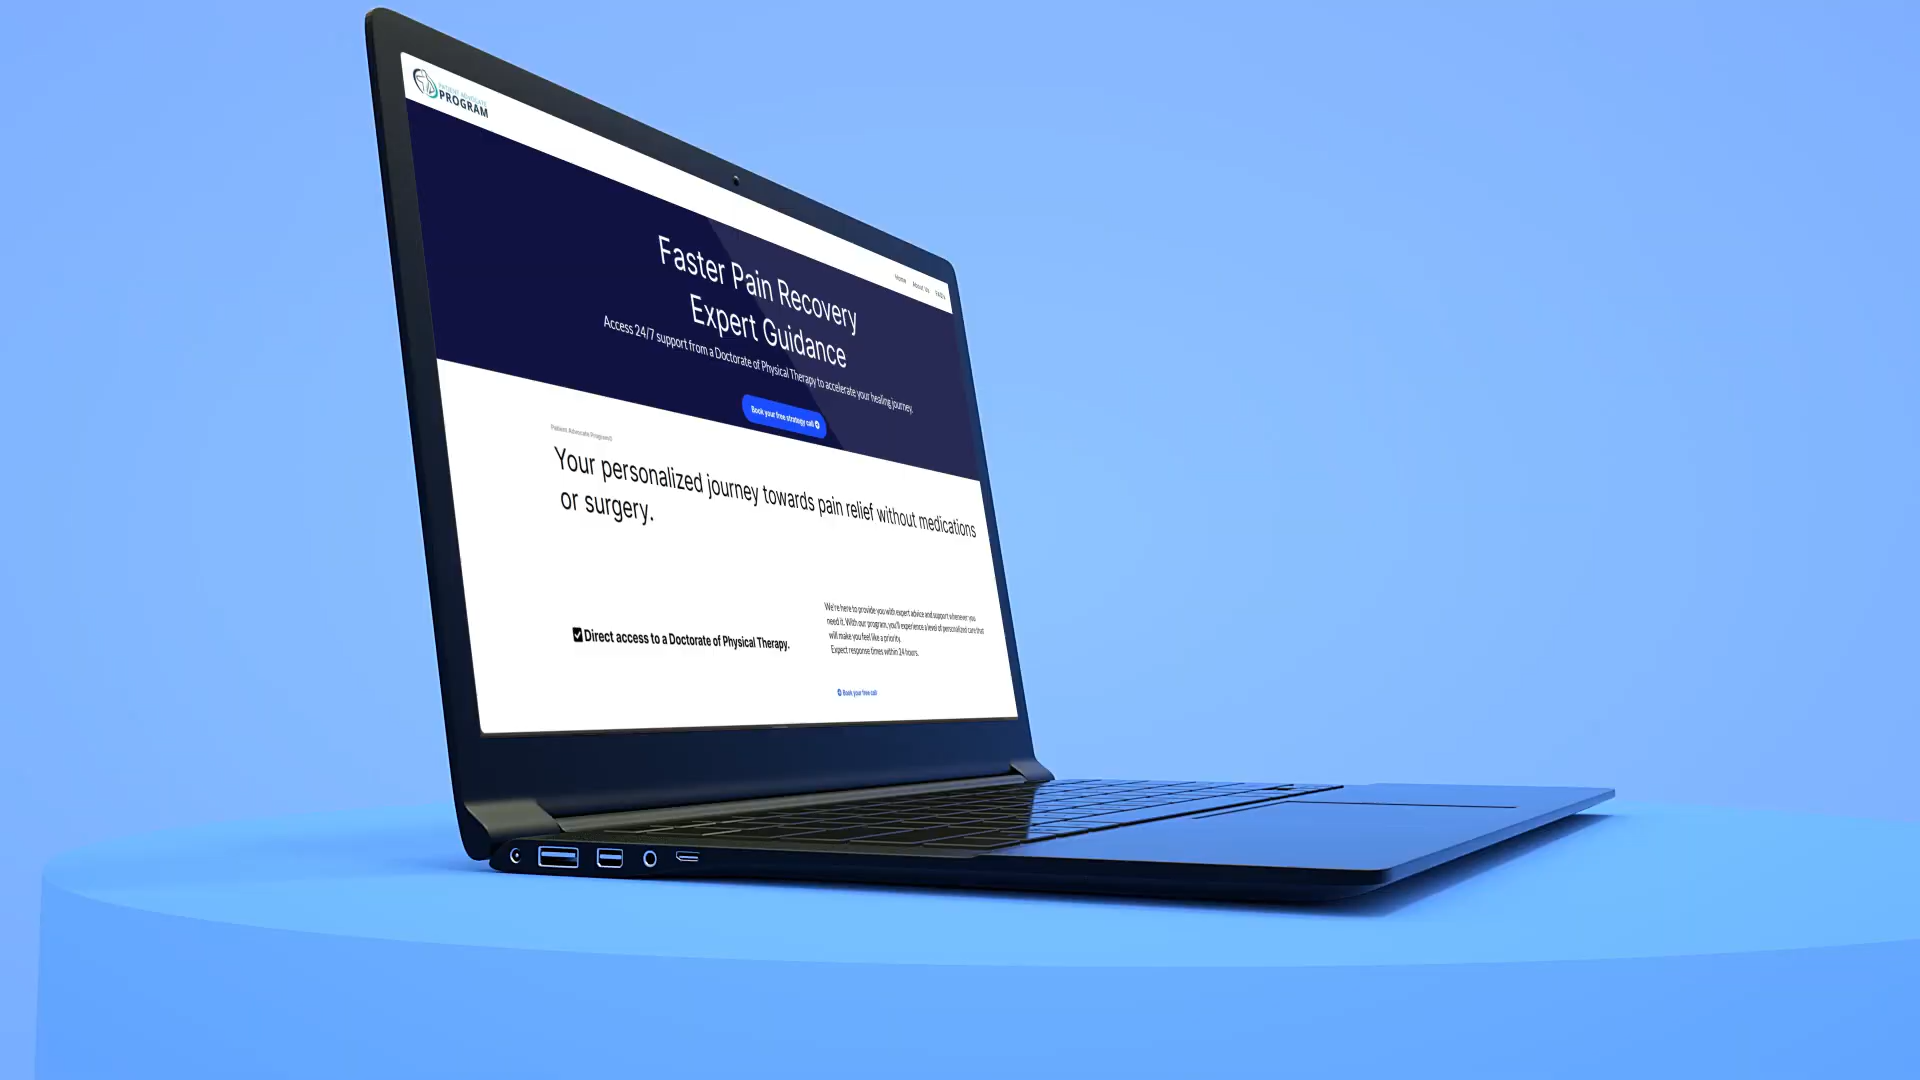 PATIENT ADVOCATE
PROGRAM
Home About Us FAQ's
Faster Pain Recovery
Expert Guidance
Access 24/7 support from a Doctorate of Physical Therapy to accelerate your healing journey.
Book your free strategy call
Patient Advocate Program©
Your personalized journey towards pain relief without medications
or surgery.
Direct access to a Doctorate of Physical Therapy.
We're here to provide you with expert advice and support whenever you
need it. With our program, you'll experience a level of personalized care that
will make you feel like a priority.
Expect response times within 24 hours.
Book your free call